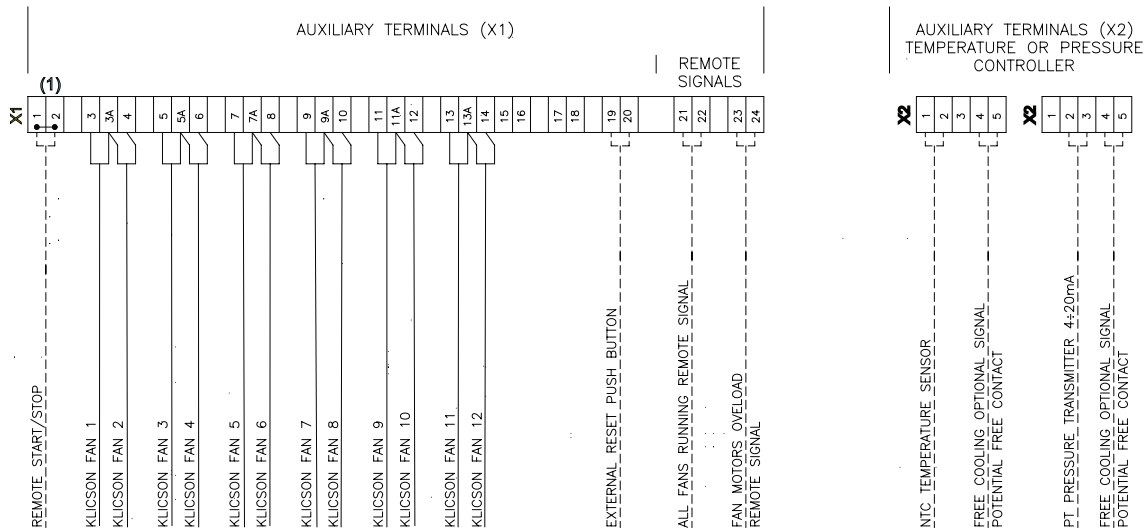 AUXILIARY TERMINALS (X1)
REMOTE
SIGNALS
AUXILIARY TERMINALS (X2)
TEMPERATURE OR PRESSURE
CONTROLLER
(1)
X1
1 2 3 3A 4 5 5A 6 7 7A 8 9 9A 10 11 11A 12 13 13A 14 15 16 17 18 19 20 21 22 23 24
X2
1 2 3 4 5
X2
1 2 3 4 5
REMOTE START/STOP
KLICSON FAN 1
KLICSON FAN 2
KLICSON FAN 3
KLICSON FAN 4
KLICSON FAN 5
KLICSON FAN 6
KLICSON FAN 7
KLICSON FAN 8
KLICSON FAN 9
KLICSON FAN 10
KLICSON FAN 11
KLICSON FAN 12
EXTERNAL RESET PUSH BUTTON
ALL FANS RUNNING REMOTE SIGNAL
FAN MOTORS OVELOAD
REMOTE SIGNAL
NTC TEMPERATURE SENSOR
FREE COOLING OPTIONAL SIGNAL
POTENTIAL FREE CONTACT
PT PRESSURE TRANSMITTER 4÷20mA
FREE COOLING OPTIONAL SIGNAL
POTENTIAL FREE CONTACT